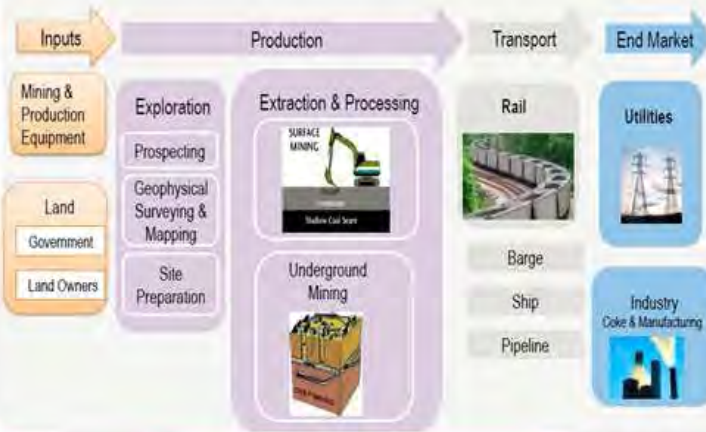 Inputs
Production
Transport
End Market
Mining &
Production
Equipment
Land
Government
Land Owners
Exploration
Prospecting
Geophysical
Surveying &
Mapping
Site
Preparation
Extraction & Processing
SURFACE
MINING
Shallow Coal Seam
Underground
Mining
Rail
Barge
Ship
Pipeline
Utilities
Industry
Coke & Manufacturing